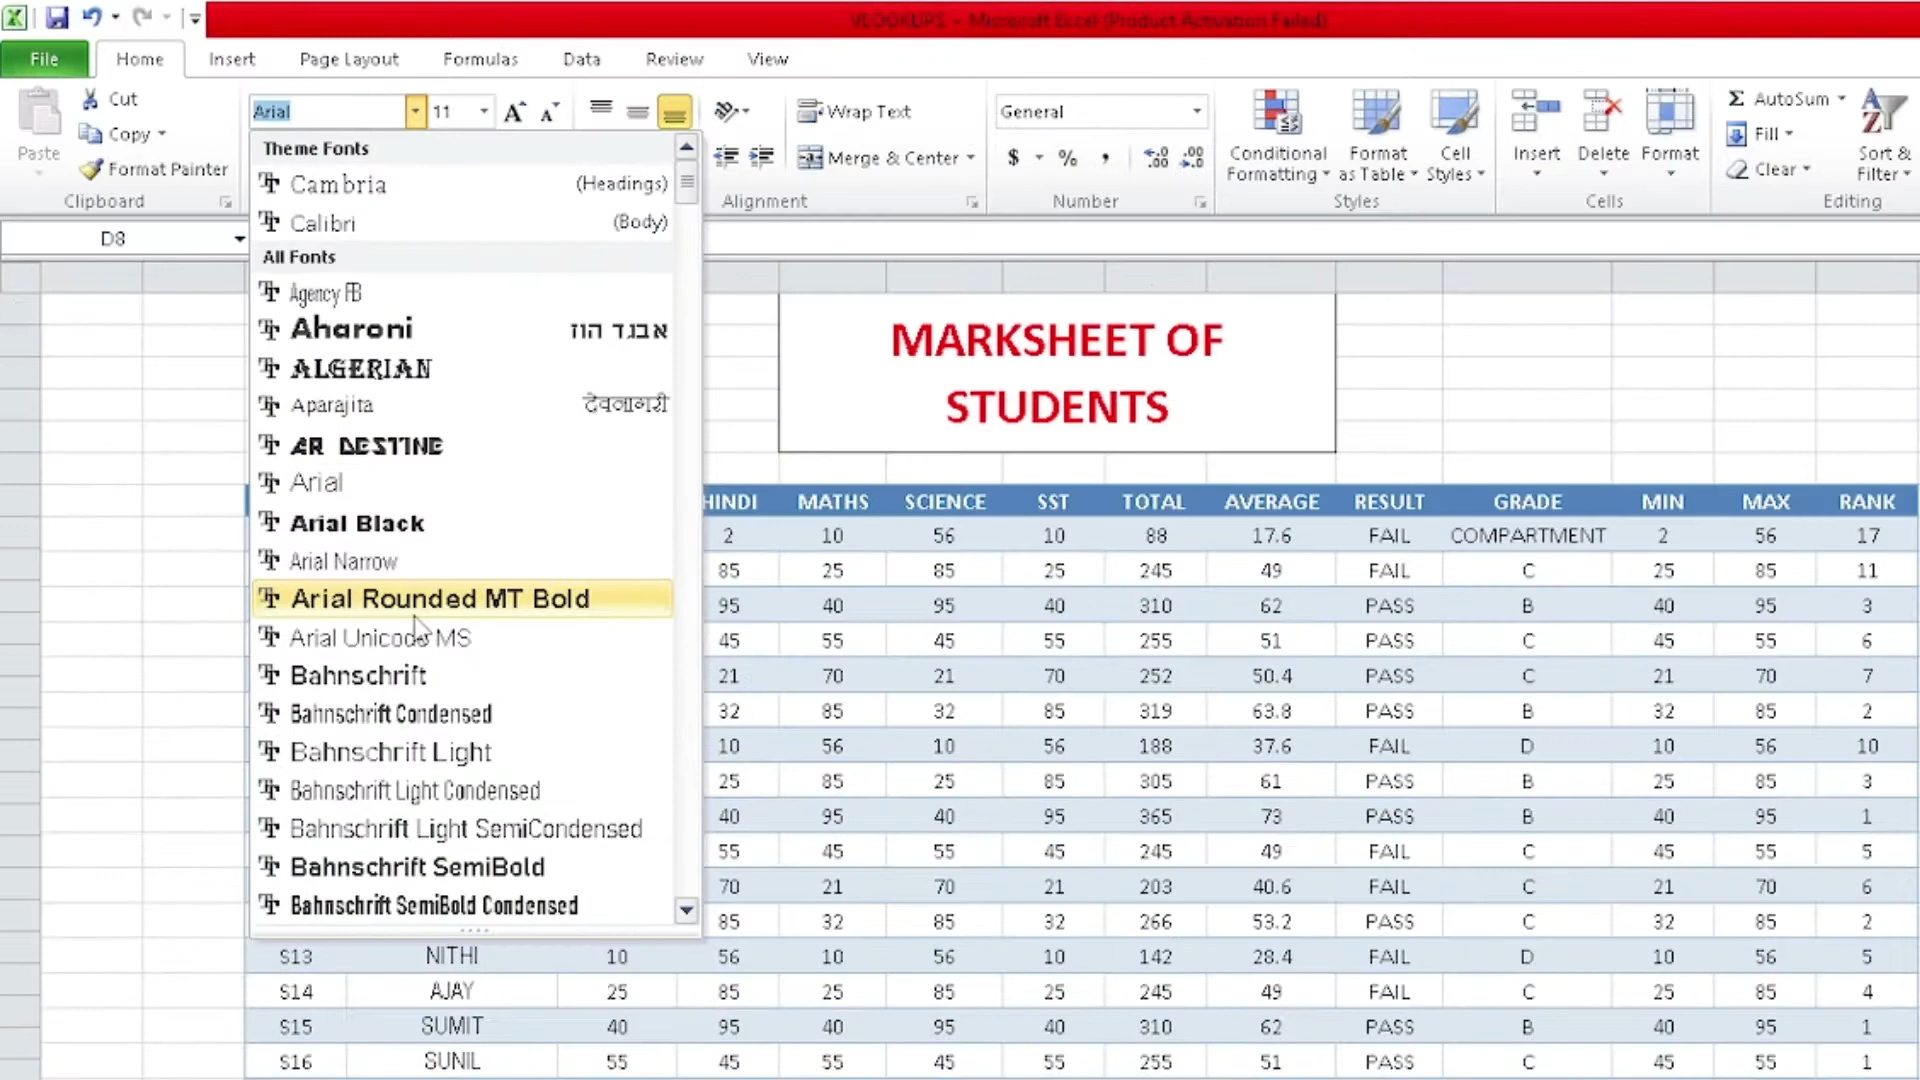 VLOOKUP1 - Microsoft Excel (Product Activation Failed)
File Home Insert Page Layout Formulas Data Review View
Paste
Cut
Copy
Format Painter
Clipboard
Arial 11
Wrap Text
Merge & Center
Alignment
General
$ % ,
Number
Conditional Formatting
Format as Table
Cell Styles
Styles
Insert Delete Format
Cells
AutoSum
Fill
Clear
Sort & Filter
Editing
D8
Theme Fonts
Cambria (Headings)
Calibri (Body)
All Fonts
Agency FB
Aharoni אבגד הוז
ALGERIAN
Aparajita देवनागरी
AR DESTINE
Arial
Arial Black
Arial Narrow
Arial Rounded MT Bold
Arial Unicode MS
Bahnschrift
Bahnschrift Condensed
Bahnschrift Light
Bahnschrift Light Condensed
Bahnschrift Light SemiCondensed
Bahnschrift SemiBold
Bahnschrift SemiBold Condensed
MARKSHEET OF
STUDENTS
HINDI MATHS SCIENCE SST TOTAL AVERAGE RESULT GRADE MIN MAX RANK
2 10 56 10 88 17.6 FAIL COMPARTMENT 2 56 17
85 25 85 25 245 49 FAIL C 25 85 11
95 40 95 40 310 62 PASS B 40 95 3
45 55 45 55 255 51 PASS C 45 55 6
21 70 21 70 252 50.4 PASS C 21 70 7
32 85 32 85 319 63.8 PASS B 32 85 2
10 56 10 56 188 37.6 FAIL D 10 56 10
25 85 25 85 305 61 PASS B 25 85 3
40 95 40 95 365 73 PASS B 40 95 1
55 45 55 45 245 49 FAIL C 45 55 5
70 21 70 21 203 40.6 FAIL C 21 70 6
85 32 85 32 266 53.2 PASS C 32 85 2
S13 NITHI 10 56 10 56 10 142 28.4 FAIL D 10 56 5
S14 AJAY 25 85 25 85 25 245 49 FAIL C 25 85 4
S15 SUMIT 40 95 40 95 40 310 62 PASS B 40 95 1
S16 SUNIL 55 45 55 45 55 255 51 PASS C 45 55 1